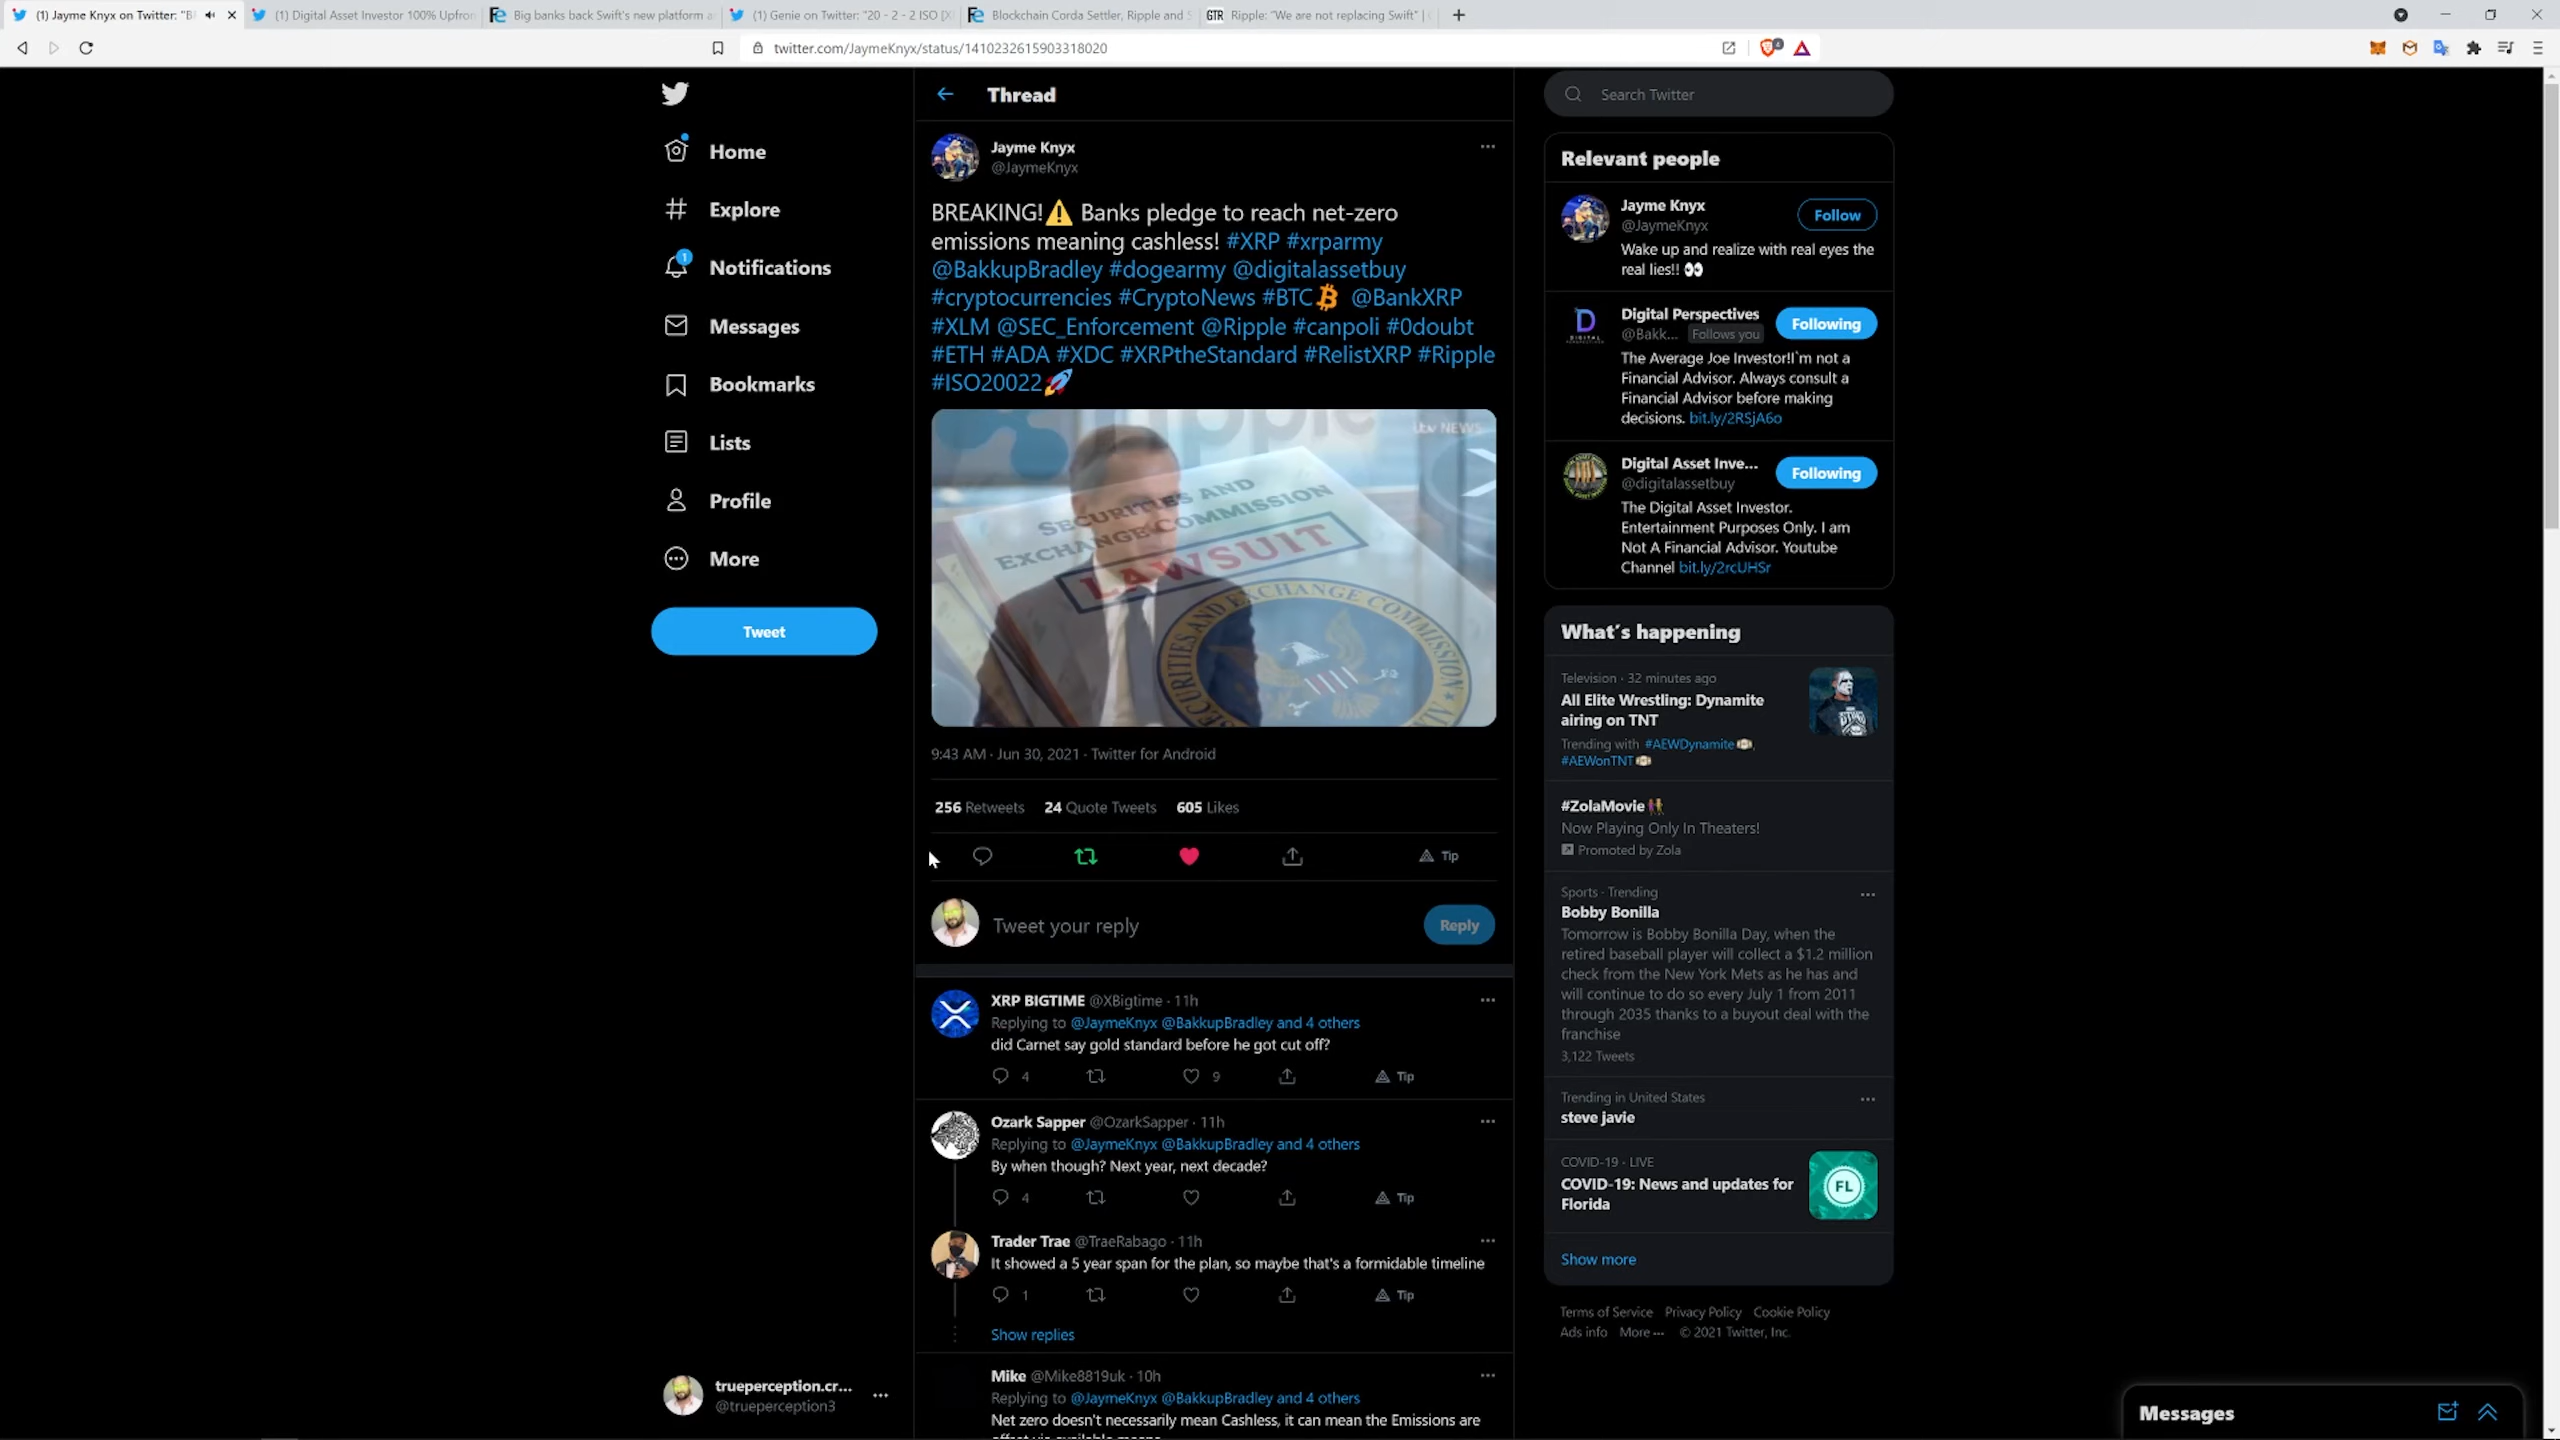 (1) Jayme Knyx on Twitter: "B
(1) Digital Asset Investor 100% Upfron
Big banks back Swift's new platform a
(1) Genie on Twitter: "20 - 2 - 2 ISO [X
Blockchain Corda Settler, Ripple and S
GTR Ripple: "We are not replacing Swift" |
twitter.com/JaymeKnyx/status/1410232615903318020
Home
Explore
1
Notifications
Messages
Bookmarks
Lists
Profile
More
Tweet
trueperception.cr...
@trueperception3
Thread
Jayme Knyx
@JaymeKnyx
BREAKING!⚠️ Banks pledge to reach net-zero
emissions meaning cashless! #XRP #xrparmy
@BakkupBradley #dogearmy @digitalassetbuy
#cryptocurrencies #CryptoNews #BTC @BankXRP
#XLM @SEC_Enforcement @Ripple #canpoli #0doubt
#ETH #ADA #XDC #XRPtheStandard #RelistXRP #Ripple
#ISO20022🚀
itv NEWS
SECURITIES AND
EXCHANGE COMMISSION
LAWSUIT
SECURITIES AND EXCHANGE COMMISSION
9:43 AM · Jun 30, 2021 · Twitter for Android
256 Retweets 24 Quote Tweets 605 Likes
Tip
Tweet your reply
Reply
XRP BIGTIME @XBigtime · 11h
Replying to @JaymeKnyx @BakkupBradley and 4 others
did Carnet say gold standard before he got cut off?
4 9 Tip
Ozark Sapper @OzarkSapper · 11h
Replying to @JaymeKnyx @BakkupBradley and 4 others
By when though? Next year, next decade?
4 Tip
Trader Trae @TraeRabago · 11h
It showed a 5 year span for the plan, so maybe that's a formidable timeline
1 Tip
Show replies
Mike @Mike8819uk · 10h
Replying to @JaymeKnyx @BakkupBradley and 4 others
Net zero doesn't necessarily mean Cashless, it can mean the Emissions are
Search Twitter
Relevant people
Jayme Knyx
@JaymeKnyx
Follow
Wake up and realize with real eyes the
real lies!! 👀
Digital Perspectives
@Bakk... Follows you
Following
The Average Joe Investor!I`m not a
Financial Advisor. Always consult a
Financial Advisor before making
decisions. bit.ly/2RSjA6o
Digital Asset Inve...
@digitalassetbuy
Following
The Digital Asset Investor.
Entertainment Purposes Only. I am
Not A Financial Advisor. Youtube
Channel bit.ly/2rcUHSr
What's happening
Television · 32 minutes ago
All Elite Wrestling: Dynamite
airing on TNT
Trending with #AEWDynamite,
#AEWonTNT
#ZolaMovie
Now Playing Only In Theaters!
Promoted by Zola
Sports · Trending
Bobby Bonilla
Tomorrow is Bobby Bonilla Day, when the
retired baseball player will collect a $1.2 million
check from the New York Mets as he has and
will continue to do so every July 1 from 2011
through 2035 thanks to a buyout deal with the
franchise
3,122 Tweets
Trending in United States
steve javie
COVID-19 · LIVE
COVID-19: News and updates for
Florida
FL
Show more
Terms of Service Privacy Policy Cookie Policy
Ads info More ··· © 2021 Twitter, Inc.
Messages